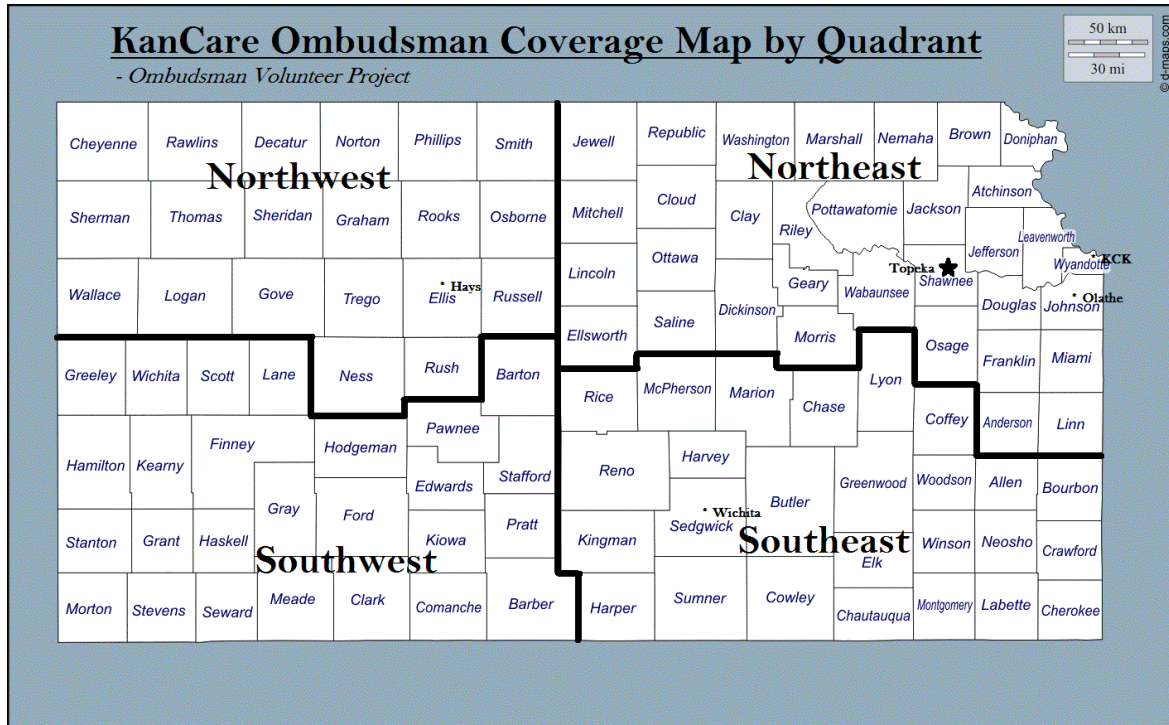 KanCare Ombudsman Coverage Map by Quadrant
- Ombudsman Volunteer Project
50 km
30 mi
© d-maps.com
Cheyenne Rawlins Decatur Norton Phillips Smith Jewell Republic Washington Marshall Nemaha Brown Doniphan
Northwest Northeast
Sherman Thomas Sheridan Graham Rooks Osborne Mitchell Cloud Clay Riley Pottawatomie Jackson Atchinson
Jefferson Leavenworth
Wyandotte KCK
Lincoln Ottawa Geary Wabaunsee Topeka Shawnee
Wallace Logan Gove Trego Ellis Hays Russell
Ellsworth Saline Dickinson Morris Douglas Johnson Olathe
Osage Franklin Miami
Greeley Wichita Scott Lane Ness Rush Barton
Rice McPherson Marion Chase Lyon Coffey Anderson Linn
Hamilton Kearny Finney Hodgeman Pawnee Edwards Stafford
Reno Harvey Butler Greenwood Woodson Allen Bourbon
Gray Ford Kiowa Pratt
Wichita
Stanton Grant Haskell
Kingman Sedgwick Elk Winson Neosho Crawford
Southwest Southeast
Morton Stevens Seward Meade Clark Comanche Barber
Harper Sumner Cowley Chautauqua Montgomery Labette Cherokee